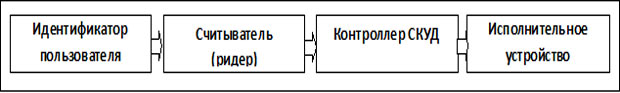 Идентификатор
пользователя
Считыватель
(ридер)
Контроллер СКУД
Исполнительное
устройство